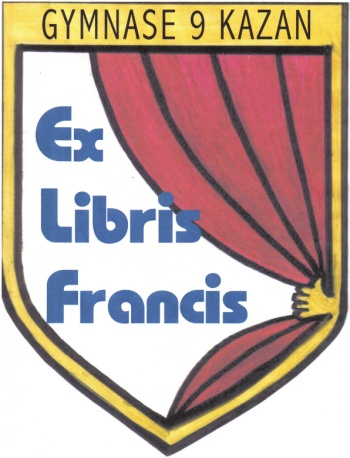 GYMNASE 9 KAZAN
Ex
Libris
Francis